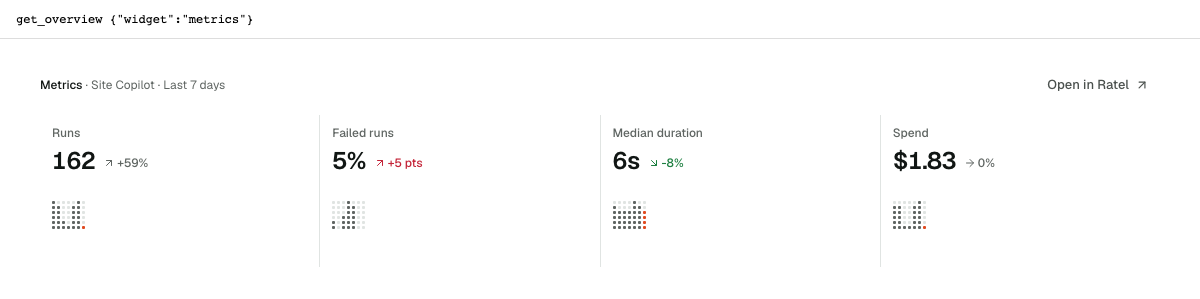 get_overview {"widget":"metrics"}
Metrics · Site Copilot · Last 7 days
Open in Ratel ↗
Runs
162 ↗ +59%
Failed runs
5% ↗ +5 pts
Median duration
6s ↘ -8%
Spend
$1.83 → 0%